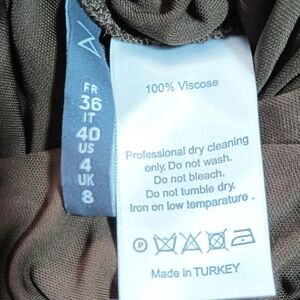 FR
36
IT
40
US
4
UK
8
100% Viscose
Professional dry cleaning
only. Do not wash.
Do not bleach.
Do not tumble dry.
Iron on low temparature .
P
Made in TURKEY